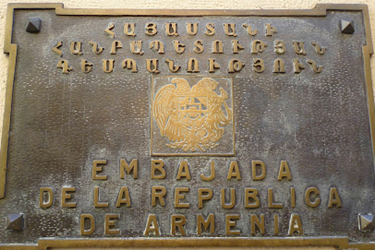 ՀԱՅԱՍՏԱՆԻ
ՀԱՆՐԱՊԵՏՈՒԹՅԱՆ
ԴԵՍՊԱՆՈՒԹՅՈՒՆ
EMBAJADA
DE LA REPUBLICA
DE ARMENIA